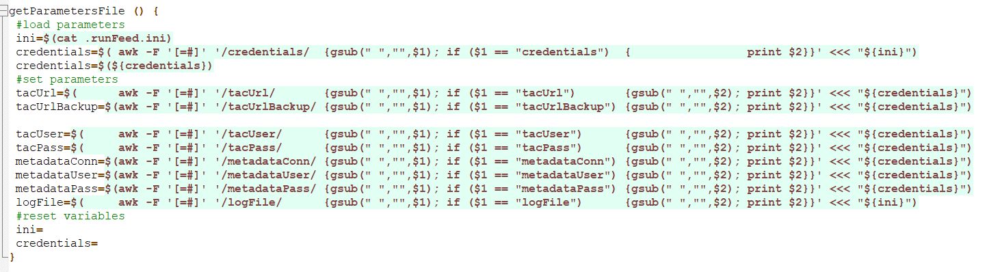 getParametersFile () {
 #load parameters
 ini=$(cat .runFeed.ini)
 credentials=$( awk -F '[=#]' '/credentials/  {gsub(" ","",$1); if ($1 == "credentials")  {                print $2}}' <<< "${ini}")
 credentials=$(${credentials})
 #set parameters
 tacUrl=$(      awk -F '[=#]' '/tacUrl/       {gsub(" ","",$1); if ($1 == "tacUrl")       {gsub(" ","",$2); print $2}}' <<< "${credentials}")
 tacUrlBackup=$(awk -F '[=#]' '/tacUrlBackup/ {gsub(" ","",$1); if ($1 == "tacUrlBackup") {gsub(" ","",$2); print $2}}' <<< "${credentials}")

 tacUser=$(     awk -F '[=#]' '/tacUser/      {gsub(" ","",$1); if ($1 == "tacUser")      {gsub(" ","",$2); print $2}}' <<< "${credentials}")
 tacPass=$(     awk -F '[=#]' '/tacPass/      {gsub(" ","",$1); if ($1 == "tacPass")      {gsub(" ","",$2); print $2}}' <<< "${credentials}")
 metadataConn=$(awk -F '[=#]' '/metadataConn/ {gsub(" ","",$1); if ($1 == "metadataConn") {gsub(" ","",$2); print $2}}' <<< "${credentials}")
 metadataUser=$(awk -F '[=#]' '/metadataUser/ {gsub(" ","",$1); if ($1 == "metadataUser") {gsub(" ","",$2); print $2}}' <<< "${credentials}")
 metadataPass=$(awk -F '[=#]' '/metadataPass/ {gsub(" ","",$1); if ($1 == "metadataPass") {gsub(" ","",$2); print $2}}' <<< "${credentials}")
 logFile=$(     awk -F '[=#]' '/logFile/      {gsub(" ","",$1); if ($1 == "logFile")      {gsub(" ","",$2); print $2}}' <<< "${ini}")
 #reset variables
 ini=
 credentials=
}